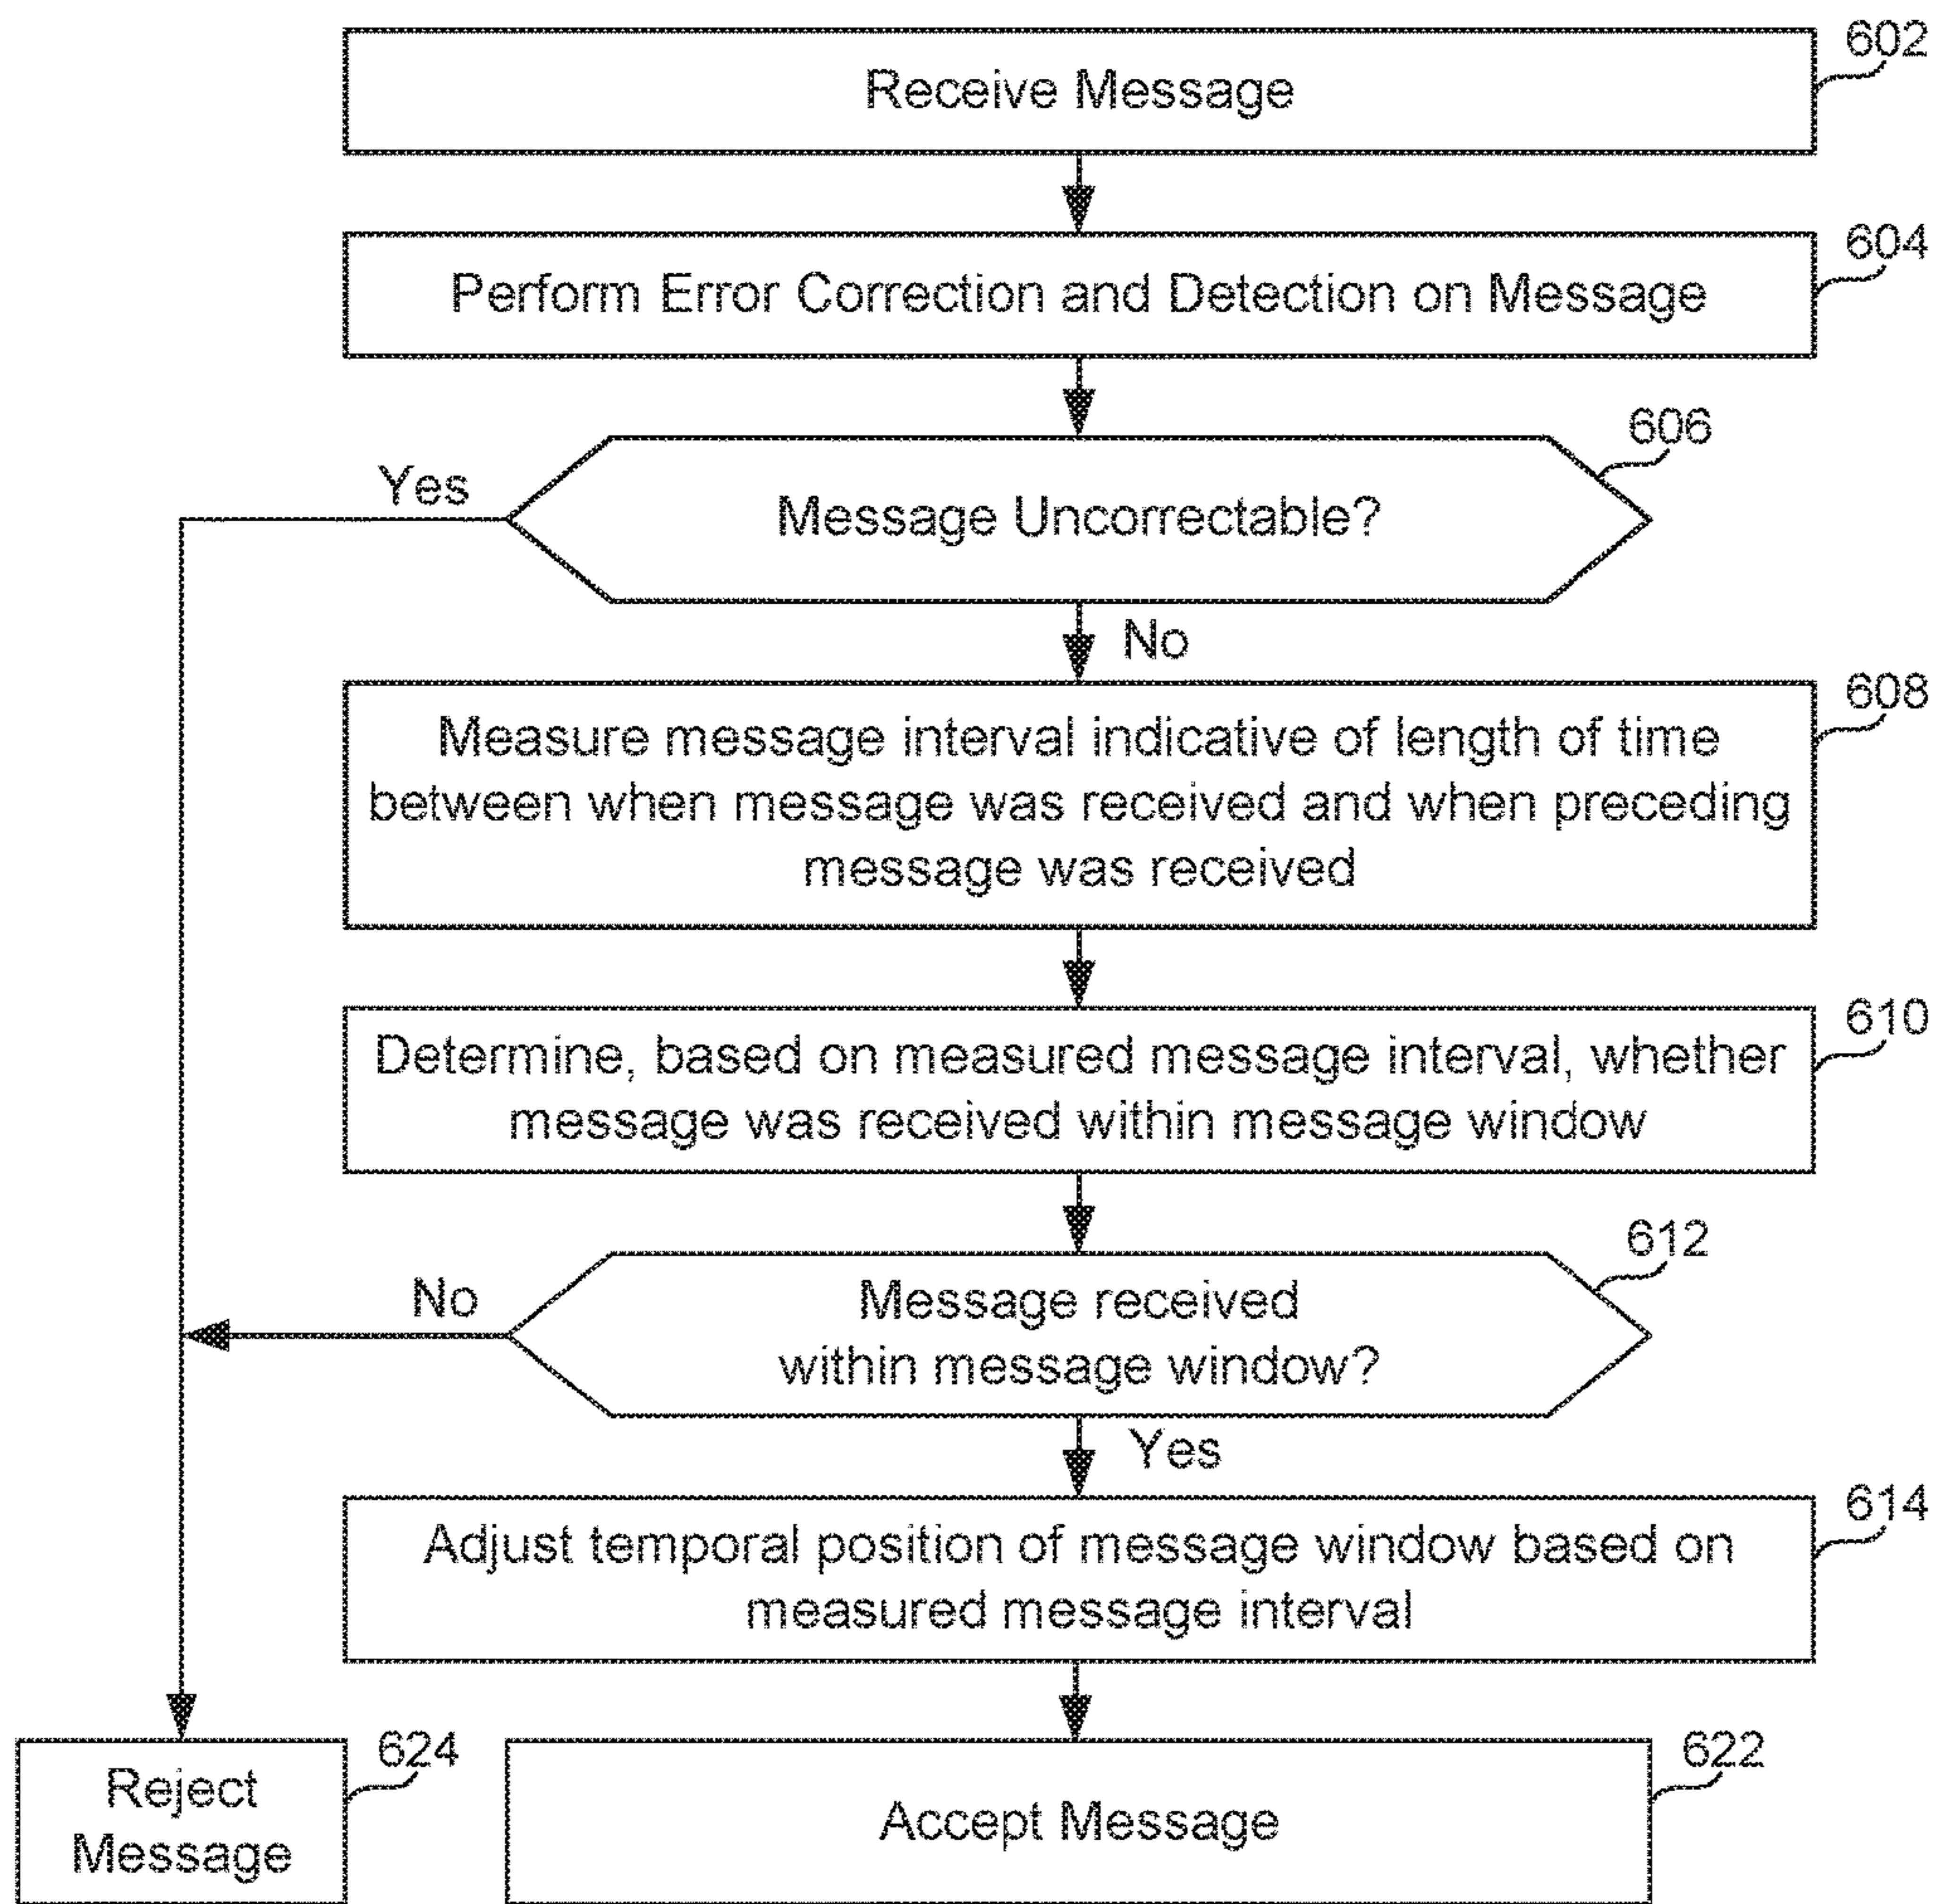 602
Receive Message
604
Perform Error Correction and Detection on Message
606
Yes
Message Uncorrectable?
No
608
Measure message interval indicative of length of time
between when message was received and when preceding
message was received
610
Determine, based on measured message interval, whether
message was received within message window
612
No
Message received
within message window?
Yes
614
Adjust temporal position of message window based on
measured message interval
624
Reject
Message
622
Accept Message